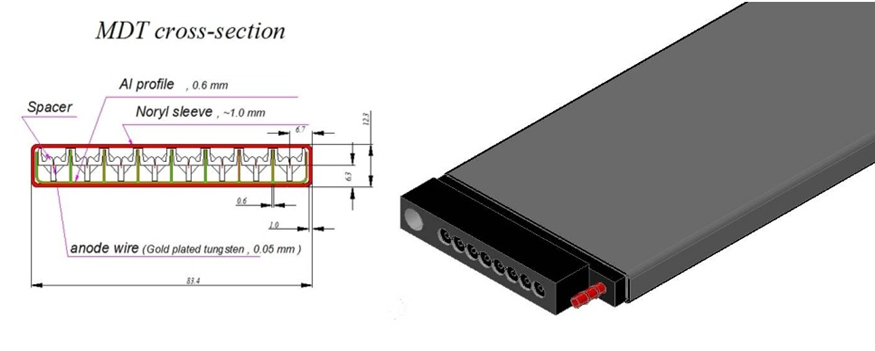 MDT cross-section
Al profile , 0.6 mm
Spacer
Noryl sleeve , ~1.0 mm
6.7
12.3
6.3
0.6
1.0
anode wire (Gold plated tungsten , 0.05 mm )
83.4